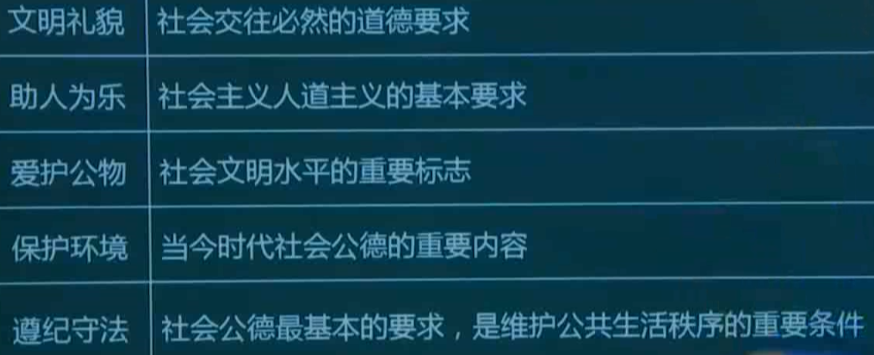 文明礼貌 社会交往必然的道德要求
助人为乐 社会主义人道主义的基本要求
爱护公物 社会文明水平的重要标志
保护环境 当今时代社会公德的重要内容
遵纪守法 社会公德最基本的要求，是维护公共生活秩序的重要条件